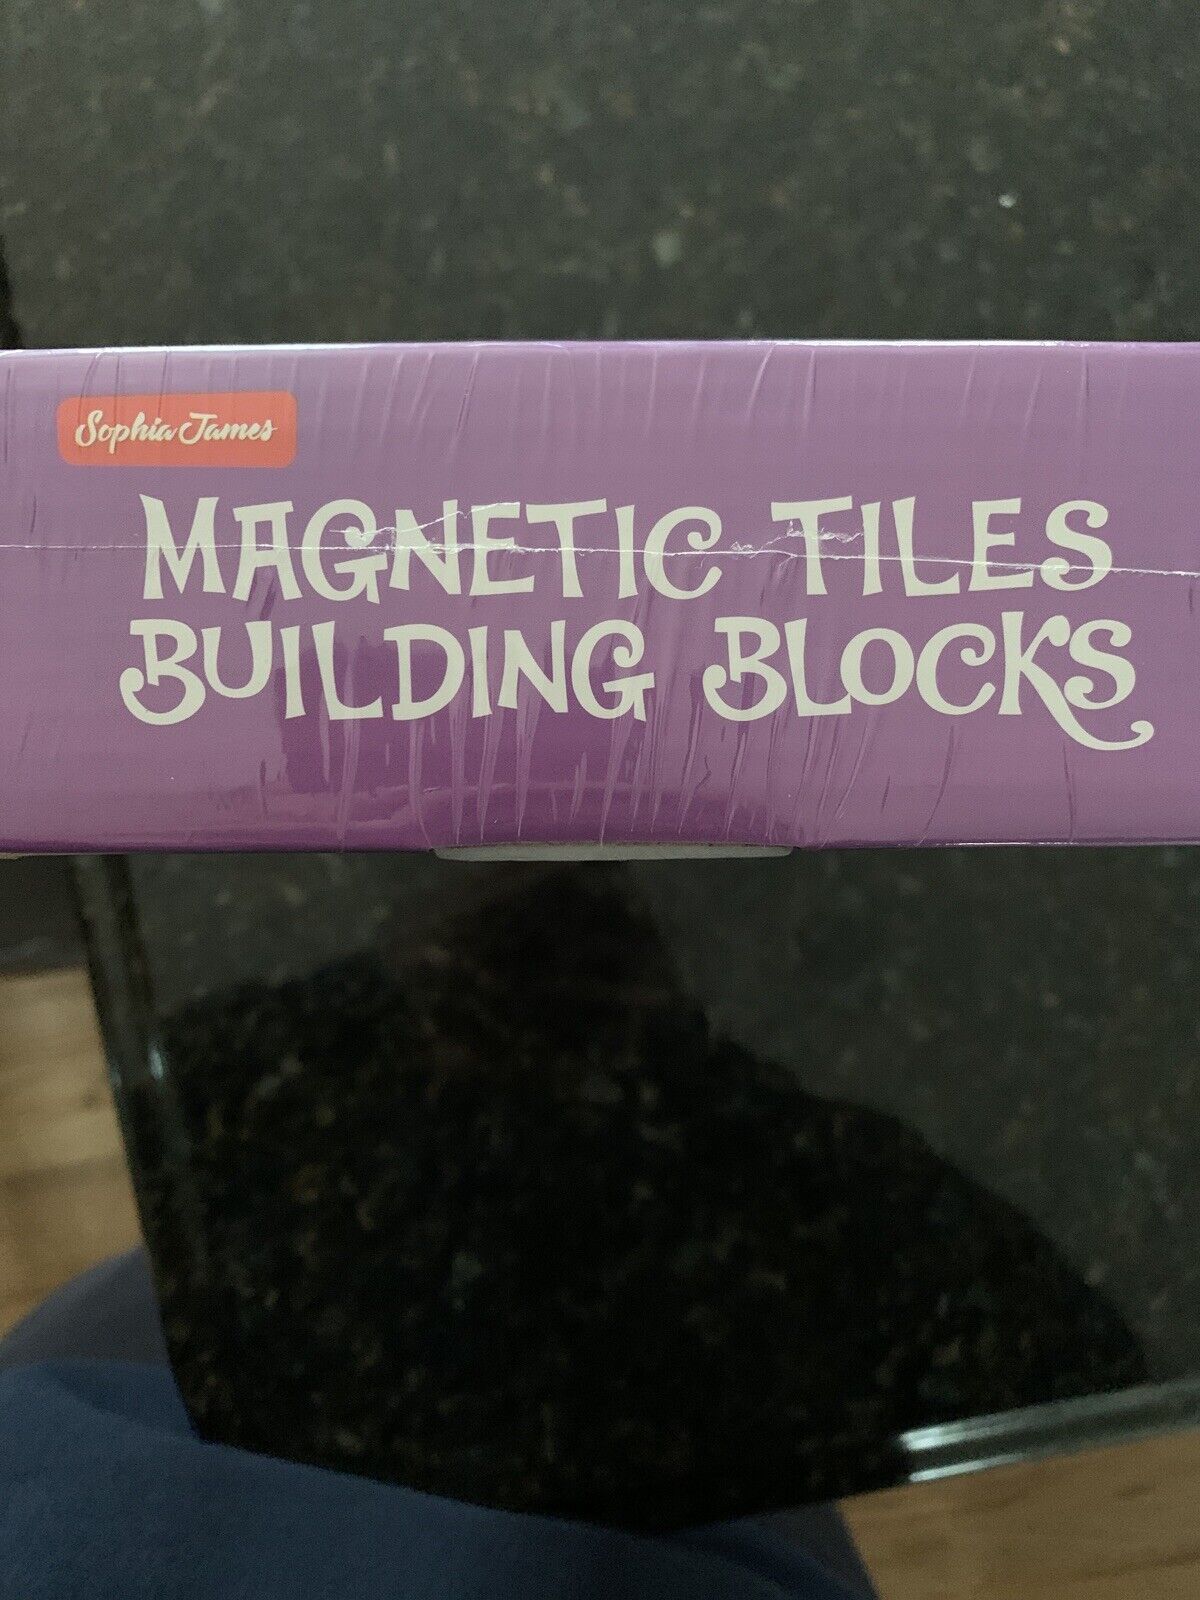 Sophia James
MAGNETIC TILES
BUILDING BLOCKS